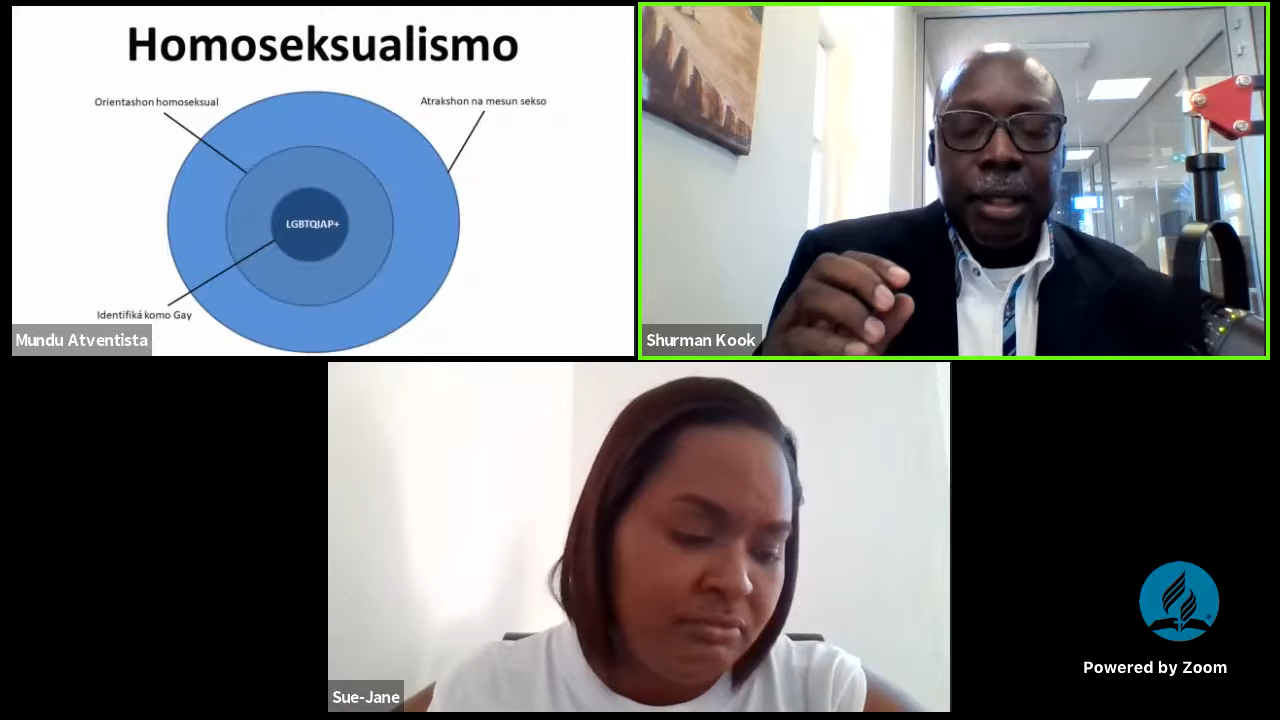 Homoseksualismo
Orientashon homoseksual
Atrakshon na mesun sekso
LGBTQIAP+
Identifiká komo Gay
Mundu Atventista
Shurman Kook
Sue-Jane
Powered by Zoom